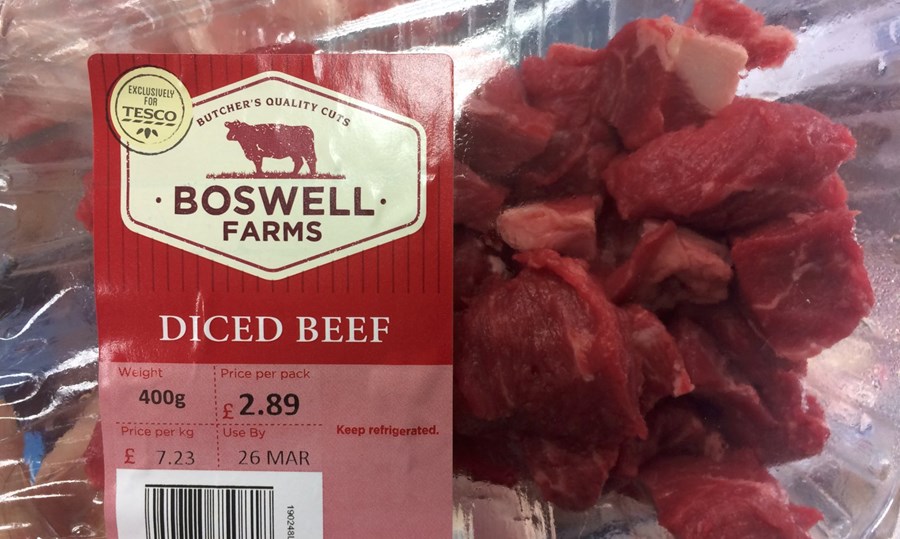 EXCLUSIVELY
FOR
TESCO
BUTCHER'S QUALITY CUTS
· BOSWELL ·
FARMS
DICED BEEF
Weight
400g
Price per pack
£ 2.89
Price per kg
£ 7.23
Use By
26 MAR
Keep refrigerated.